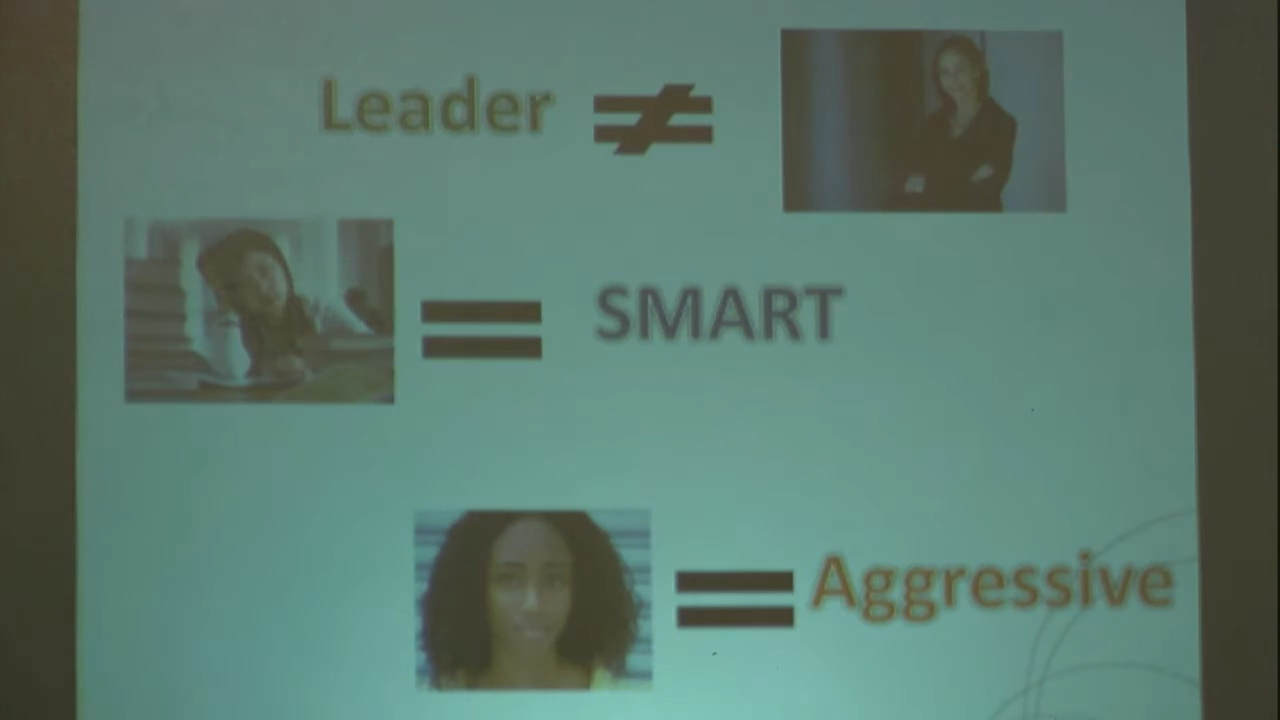 Leader ≠
= SMART
= Aggressive